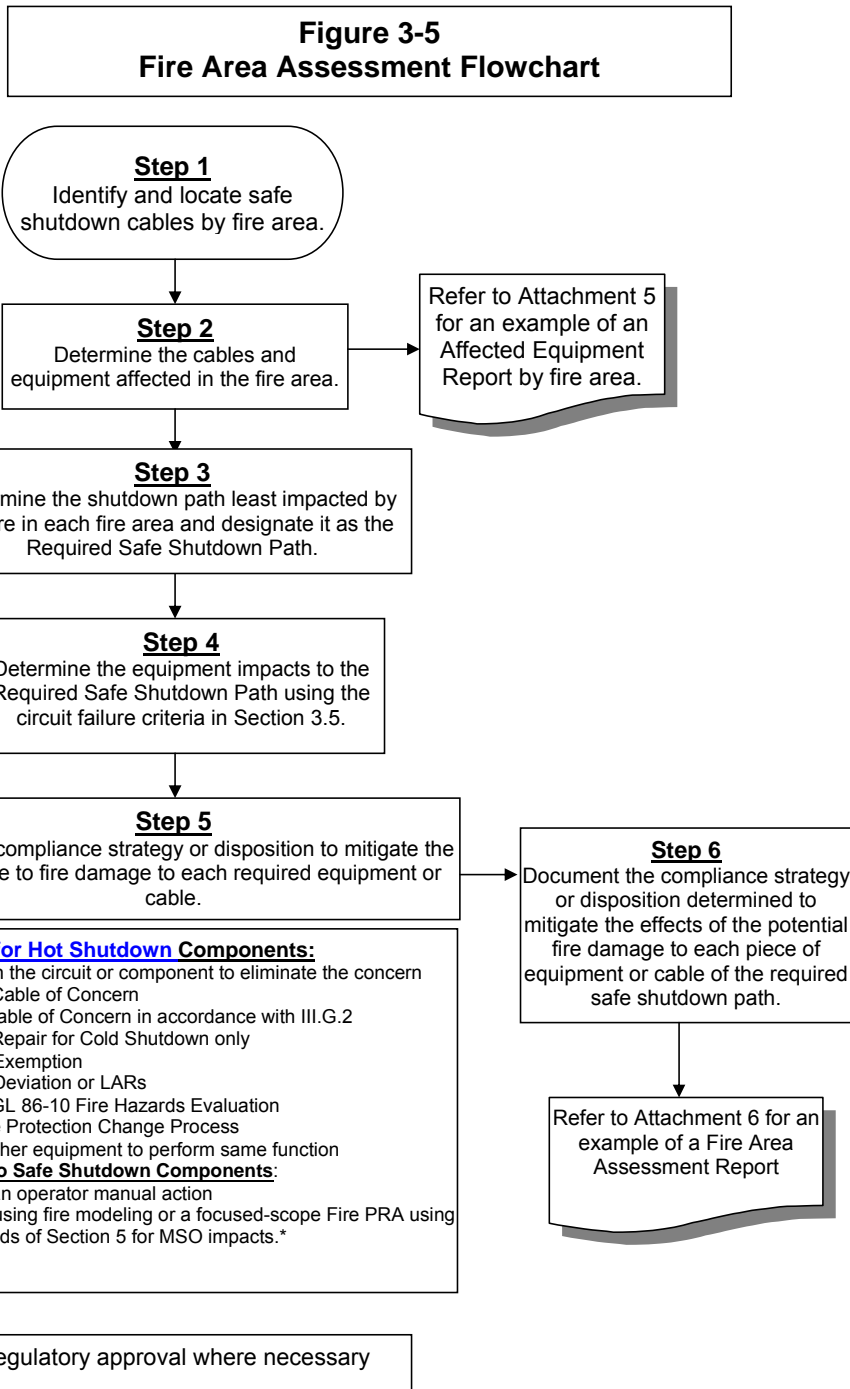 Figure 3-5
Fire Area Assessment Flowchart
Step 1
Identify and locate safe
shutdown cables by fire area.
Step 2
Determine the cables and
equipment affected in the fire area.
Refer to Attachment 5
for an example of an
Affected Equipment
Report by fire area.
Step 3
mine the shutdown path least impacted by
re in each fire area and designate it as the
Required Safe Shutdown Path.
Step 4
Determine the equipment impacts to the
Required Safe Shutdown Path using the
circuit failure criteria in Section 3.5.
Step 5
compliance strategy or disposition to mitigate the
e to fire damage to each required equipment or
cable.
Step 6
Document the compliance strategy
or disposition determined to
mitigate the effects of the potential
fire damage to each piece of
equipment or cable of the required
safe shutdown path.
for Hot Shutdown Components:
n the circuit or component to eliminate the concern
Cable of Concern
able of Concern in accordance with III.G.2
Repair for Cold Shutdown only
Exemption
Deviation or LARs
GL 86-10 Fire Hazards Evaluation
e Protection Change Process
her equipment to perform same function
o Safe Shutdown Components:
n operator manual action
using fire modeling or a focused-scope Fire PRA using
ds of Section 5 for MSO impacts.*
Refer to Attachment 6 for an
example of a Fire Area
Assessment Report
egulatory approval where necessary